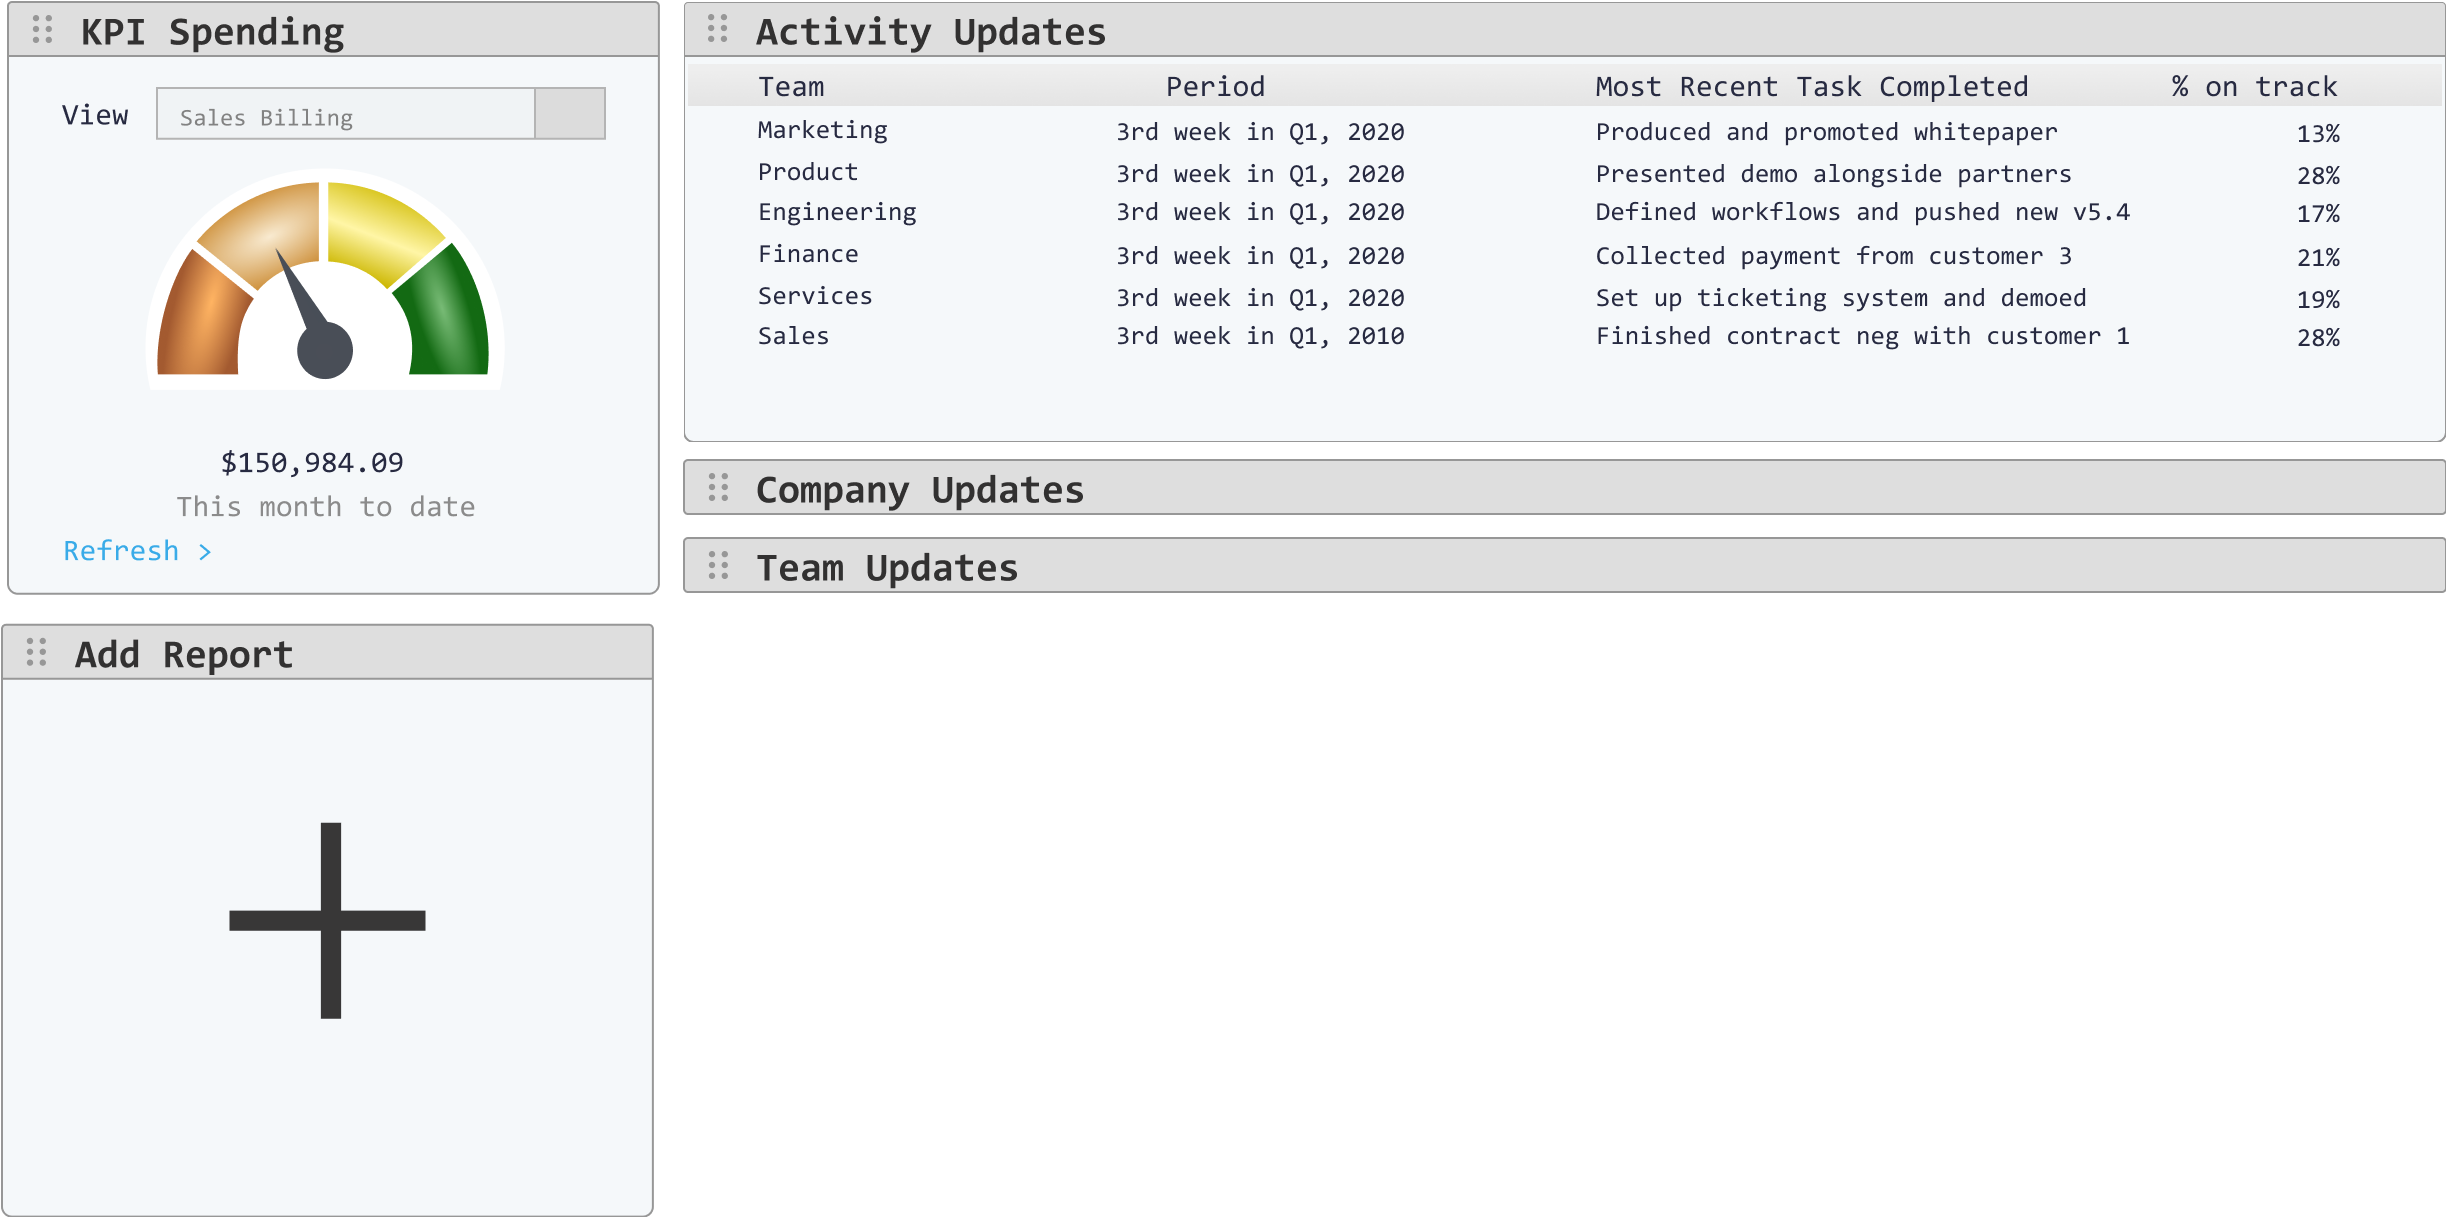 KPI Spending
View Sales Billing
$150,984.09
This month to date
Refresh >
Activity Updates
Team Period Most Recent Task Completed % on track
Marketing 3rd week in Q1, 2020 Produced and promoted whitepaper 13%
Product 3rd week in Q1, 2020 Presented demo alongside partners 28%
Engineering 3rd week in Q1, 2020 Defined workflows and pushed new v5.4 17%
Finance 3rd week in Q1, 2020 Collected payment from customer 3 21%
Services 3rd week in Q1, 2020 Set up ticketing system and demoed 19%
Sales 3rd week in Q1, 2010 Finished contract neg with customer 1 28%
Company Updates
Team Updates
Add Report